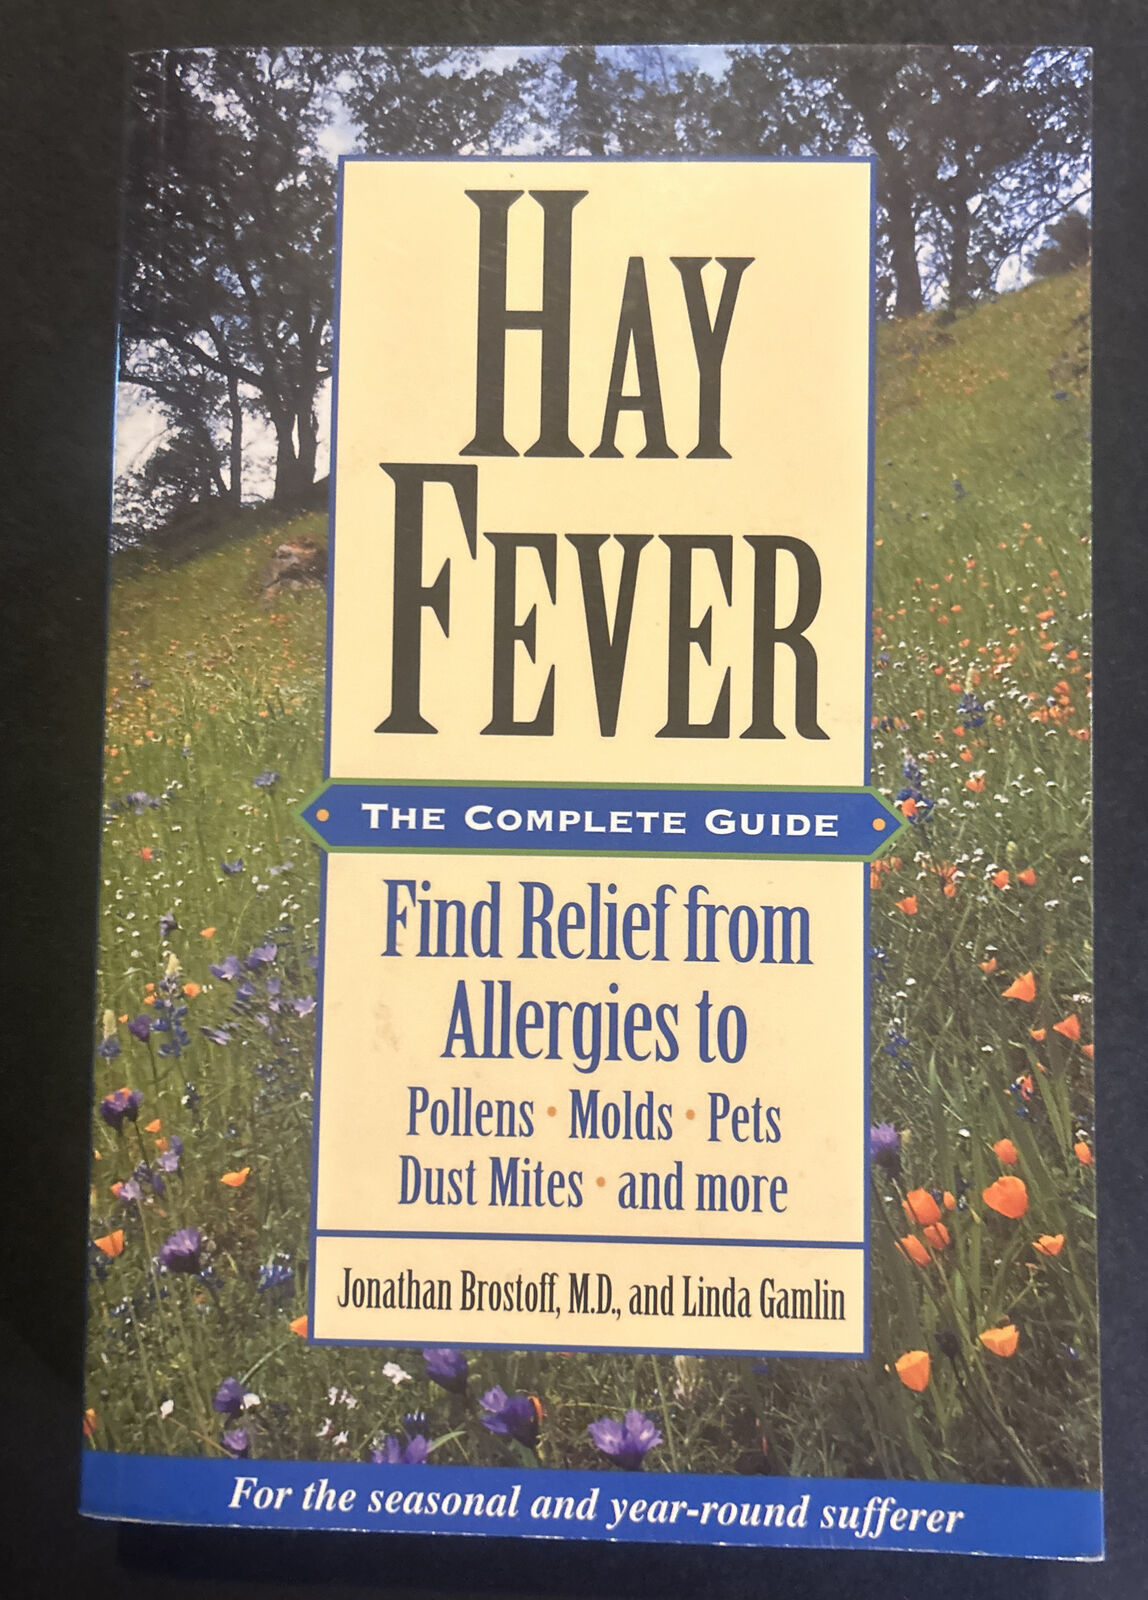 HAY
FEVER
THE COMPLETE GUIDE
Find Relief from
Allergies to
Pollens • Molds • Pets
Dust Mites • and more
Jonathan Brostoff, M.D., and Linda Gamlin
For the seasonal and year-round sufferer